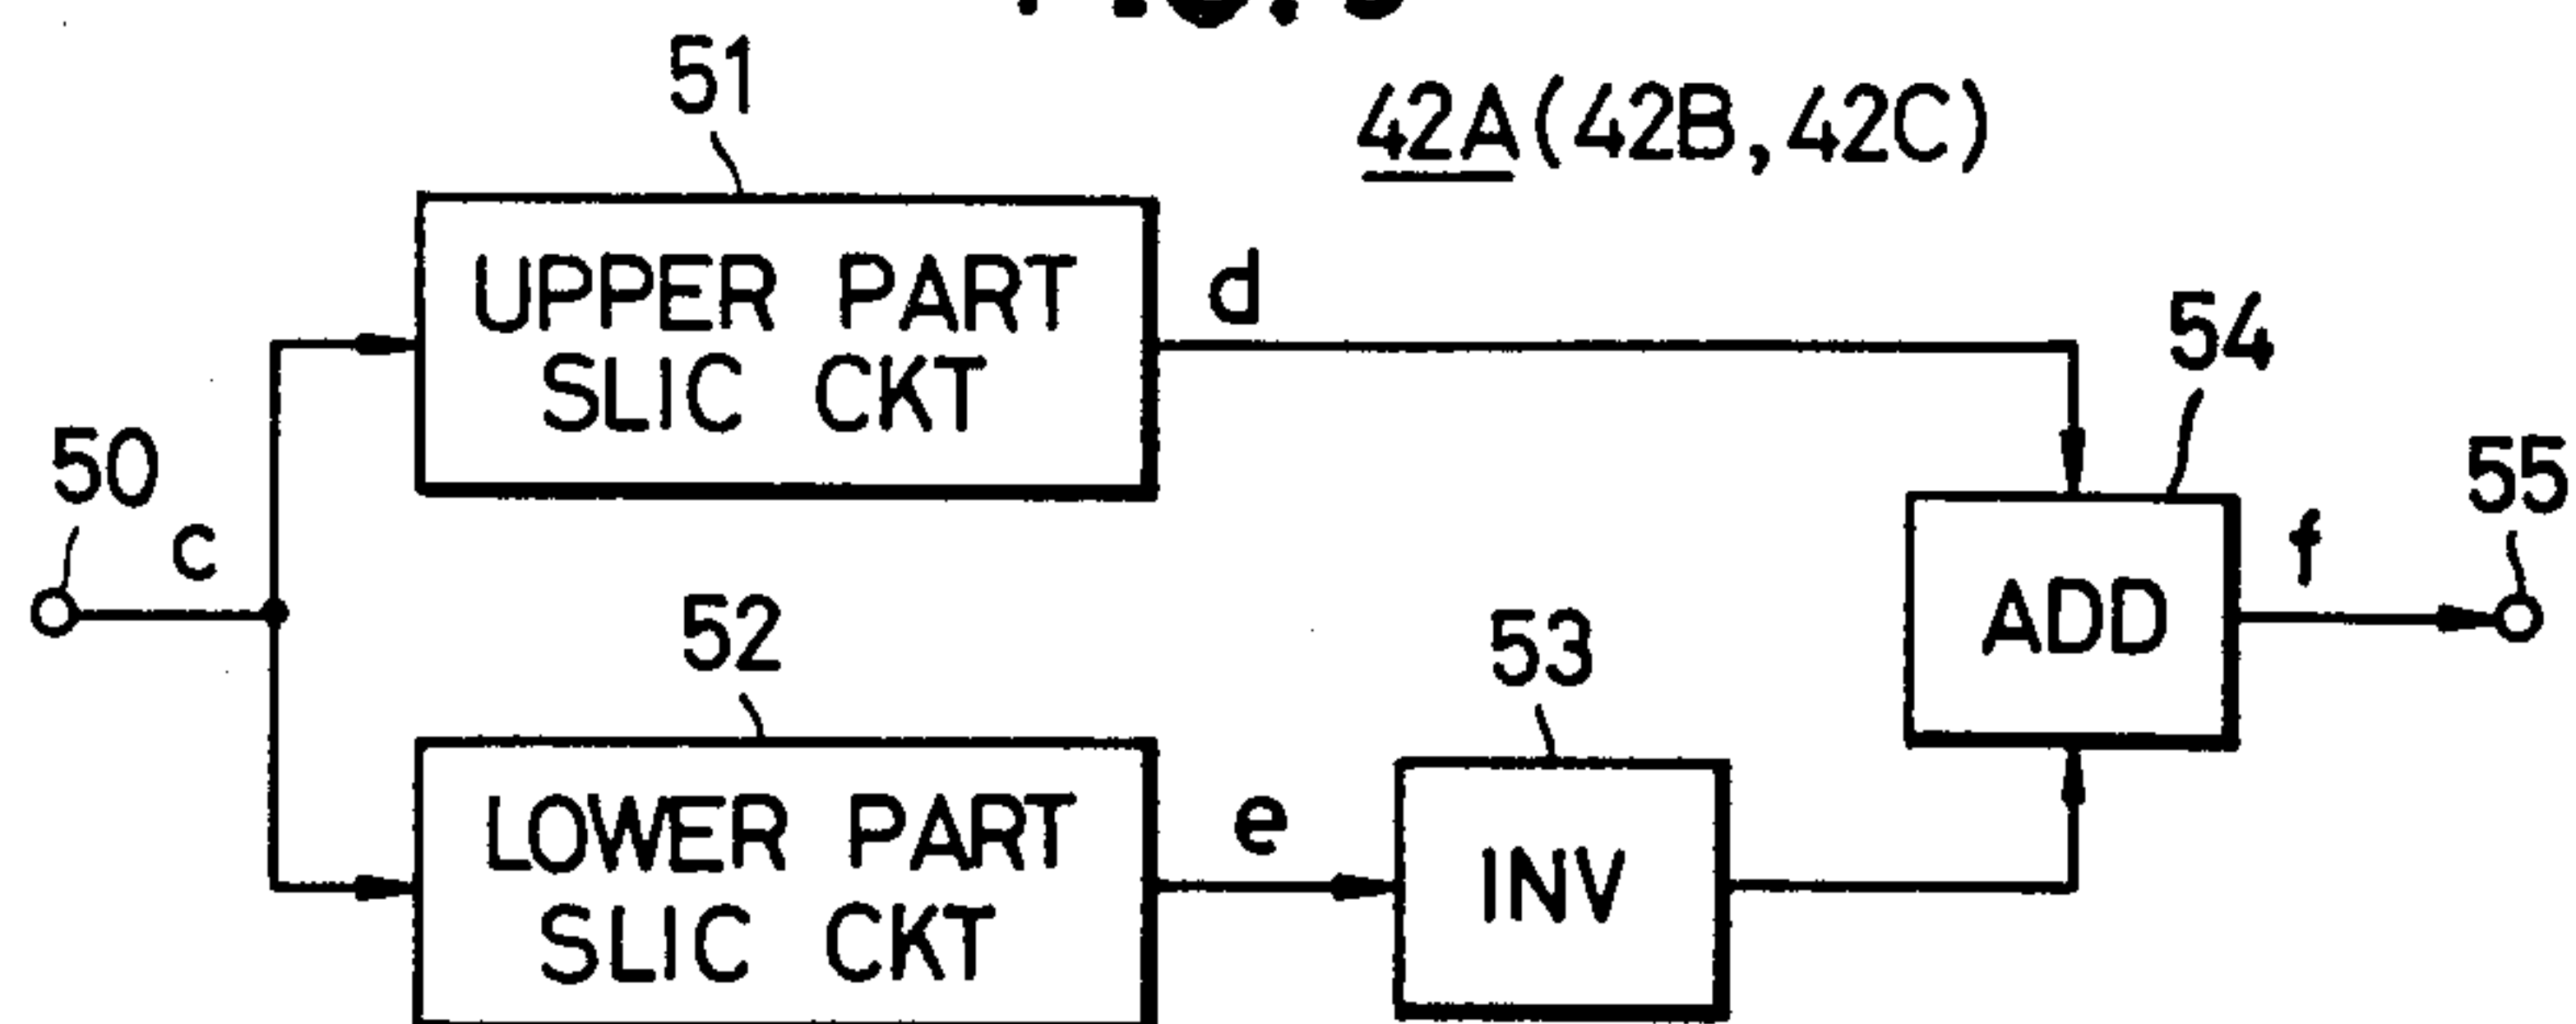 51
42A(42B, 42C)
UPPER PART
SLIC CKT
d
54
50
c
55
f
ADD
52
53
LOWER PART
SLIC CKT
e
INV